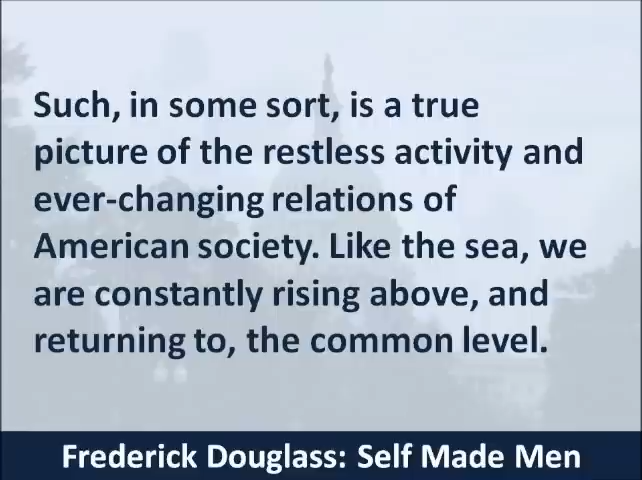 Such, in some sort, is a true
picture of the restless activity and
ever-changing relations of
American society. Like the sea, we
are constantly rising above, and
returning to, the common level.
Frederick Douglass: Self Made Men